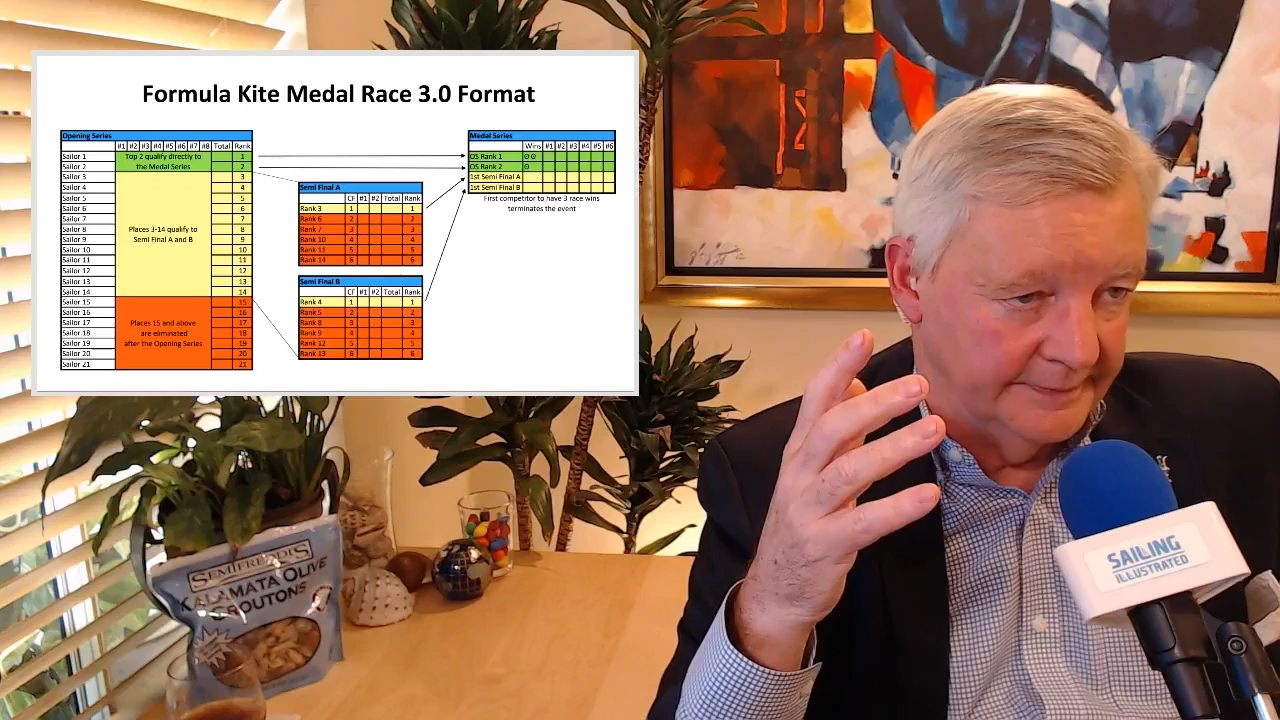 Formula Kite Medal Race 3.0 Format
Opening Series
#1 #2 #3 #4 #5 #6 #7 #8 Total Rank
Sailor 1 Top 2 qualify directly to 1
Sailor 2 the Medal Series 2
Sailor 3 3
Sailor 4 4
Sailor 5 5
Sailor 6 6
Sailor 7 7
Sailor 8 Places 3-14 qualify to 8
Sailor 9 Semi Final A and B 9
Sailor 10 10
Sailor 11 11
Sailor 12 12
Sailor 13 13
Sailor 14 14
Sailor 15 15
Sailor 16 16
Sailor 17 Places 15 and above 17
Sailor 18 are eliminated 18
Sailor 19 after the Opening Series 19
Sailor 20 20
Sailor 21 21
Semi Final A
CF #1 #2 Total Rank
Rank 3 1 1
Rank 6 2 2
Rank 7 3 3
Rank 10 4 4
Rank 11 5 5
Rank 14 6 6
Semi Final B
CF #1 #2 Total Rank
Rank 4 1 1
Rank 5 2 2
Rank 8 3 3
Rank 9 4 4
Rank 12 5 5
Rank 13 6 6
Medal Series
Wins #1 #2 #3 #4 #5 #6
OS Rank 1
OS Rank 2
1st Semi Final A
1st Semi Final B
First competitor to have 3 race wins
terminates the event
SEMIFREDDI'S
KALAMATA OLIVE
CROUTONS
SAILING
ILLUSTRATED